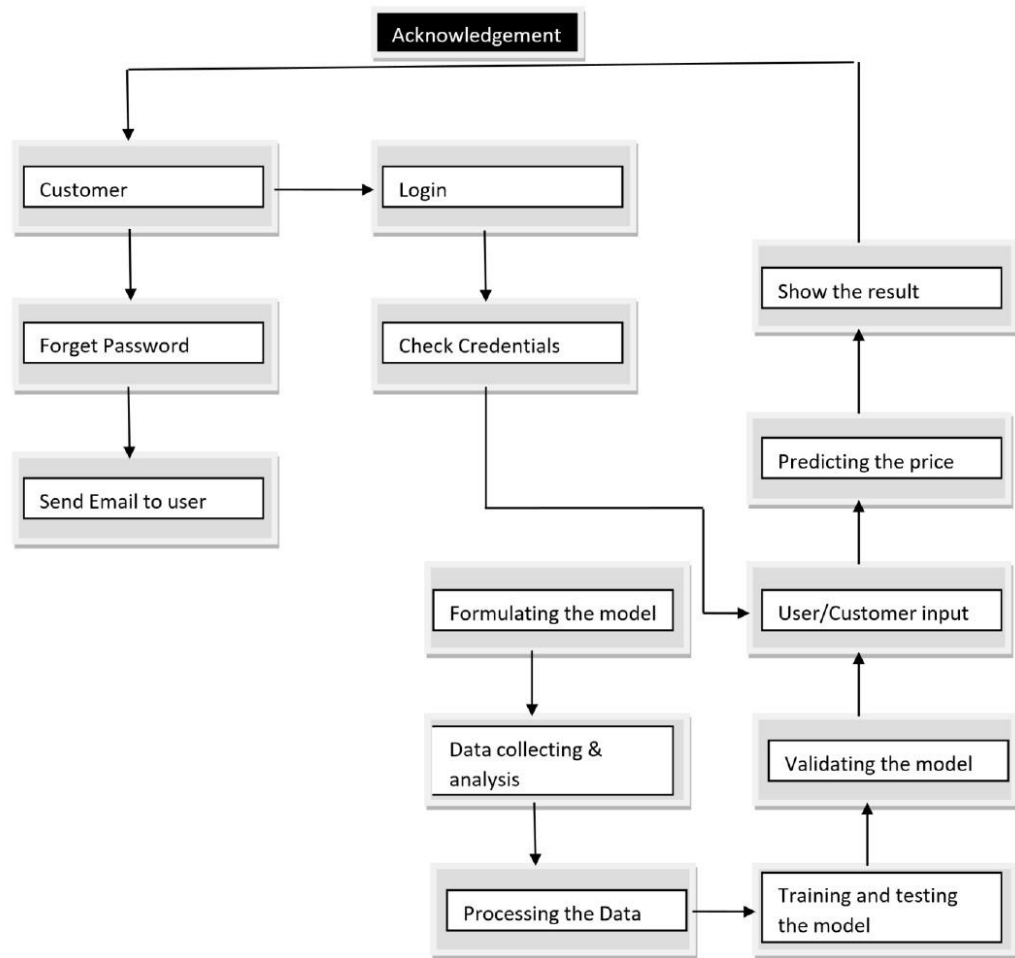 Acknowledgement
Customer
Login
Show the result
Forget Password
Check Credentials
Predicting the price
Send Email to user
Formulating the model
User/Customer input
Data collecting &
analysis
Validating the model
Processing the Data
Training and testing
the model